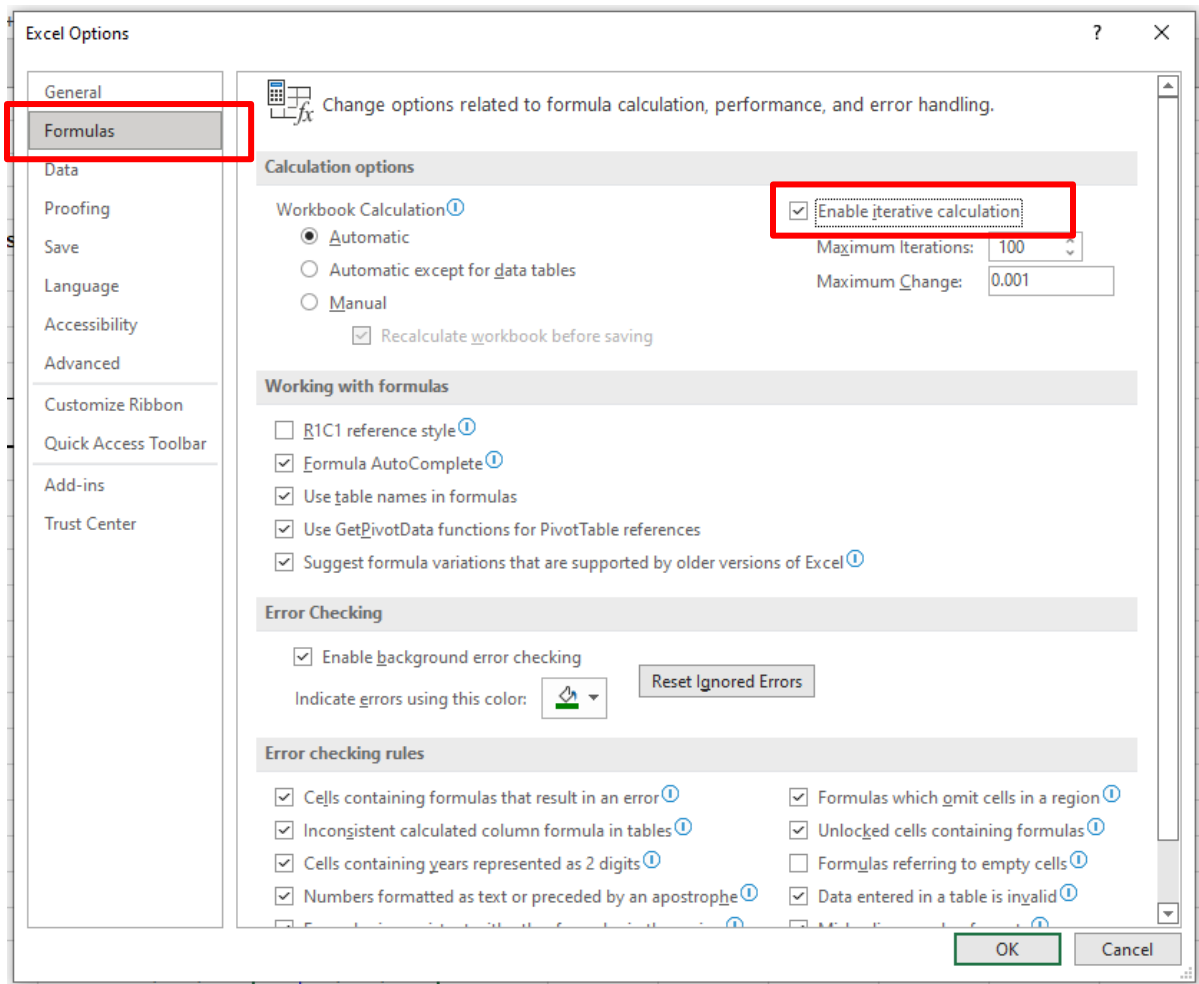 Excel Options
?
General
Formulas
Data
Proofing
Save
Language
Accessibility
Advanced
Customize Ribbon
Quick Access Toolbar
Add-ins
Trust Center
Change options related to formula calculation, performance, and error handling.
Calculation options
Workbook Calculation
Automatic
Automatic except for data tables
Manual
Recalculate workbook before saving
Enable iterative calculation
Maximum Iterations: 100
Maximum Change: 0.001
Working with formulas
R1C1 reference style
Formula AutoComplete
Use table names in formulas
Use GetPivotData functions for PivotTable references
Suggest formula variations that are supported by older versions of Excel
Error Checking
Enable background error checking
Indicate errors using this color:
Reset Ignored Errors
Error checking rules
Cells containing formulas that result in an error
Inconsistent calculated column formula in tables
Cells containing years represented as 2 digits
Numbers formatted as text or preceded by an apostrophe
Formulas which omit cells in a region
Unlocked cells containing formulas
Formulas referring to empty cells
Data entered in a table is invalid
OK
Cancel